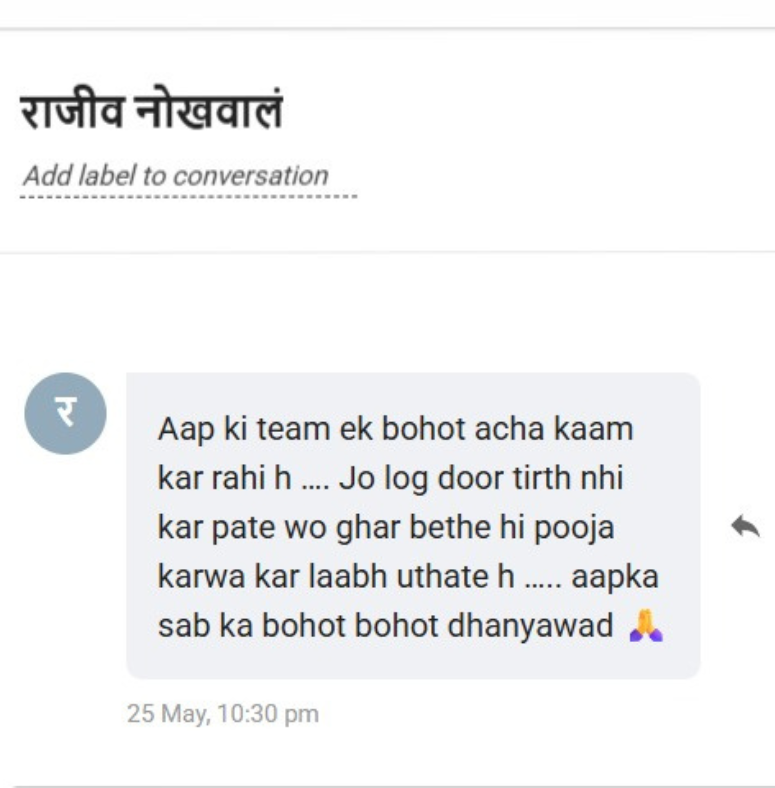 राजीव नोखवालं
Add label to conversation
र
Aap ki team ek bohot acha kaam
kar rahi h .... Jo log door tirth nhi
kar pate wo ghar bethe hi pooja
karwa kar laabh uthate h ..... aapka
sab ka bohot bohot dhanyawad 🙏
25 May, 10:30 pm